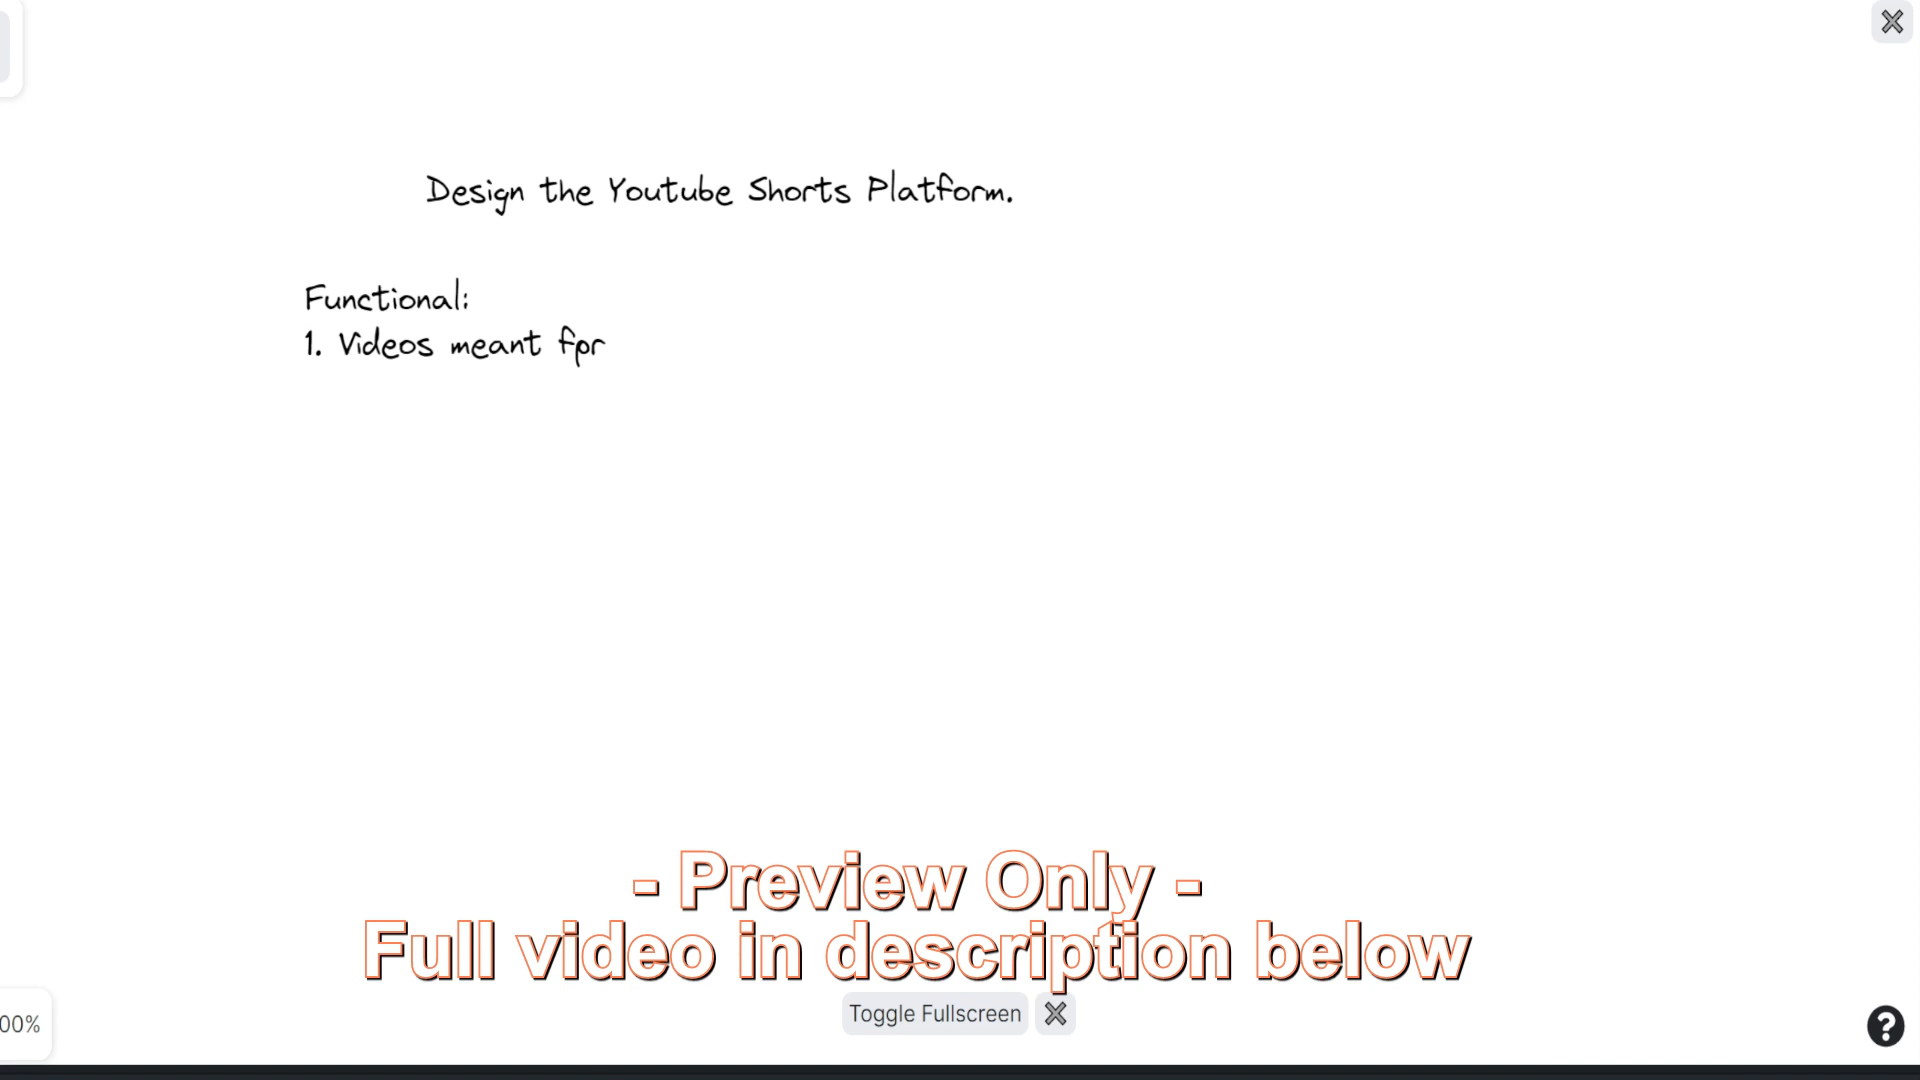 Design the Youtube Shorts Platform.
Functional:
1. Videos meant fpr
- Preview Only -
Full video in description below
Toggle Fullscreen
00%
?